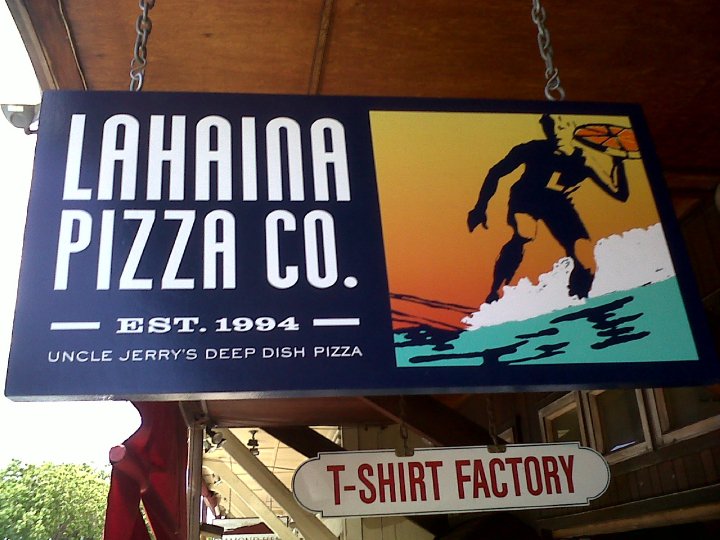 LAHAINA
PIZZA CO.
EST. 1994
UNCLE JERRY'S DEEP DISH PIZZA
T-SHIRT FACTORY